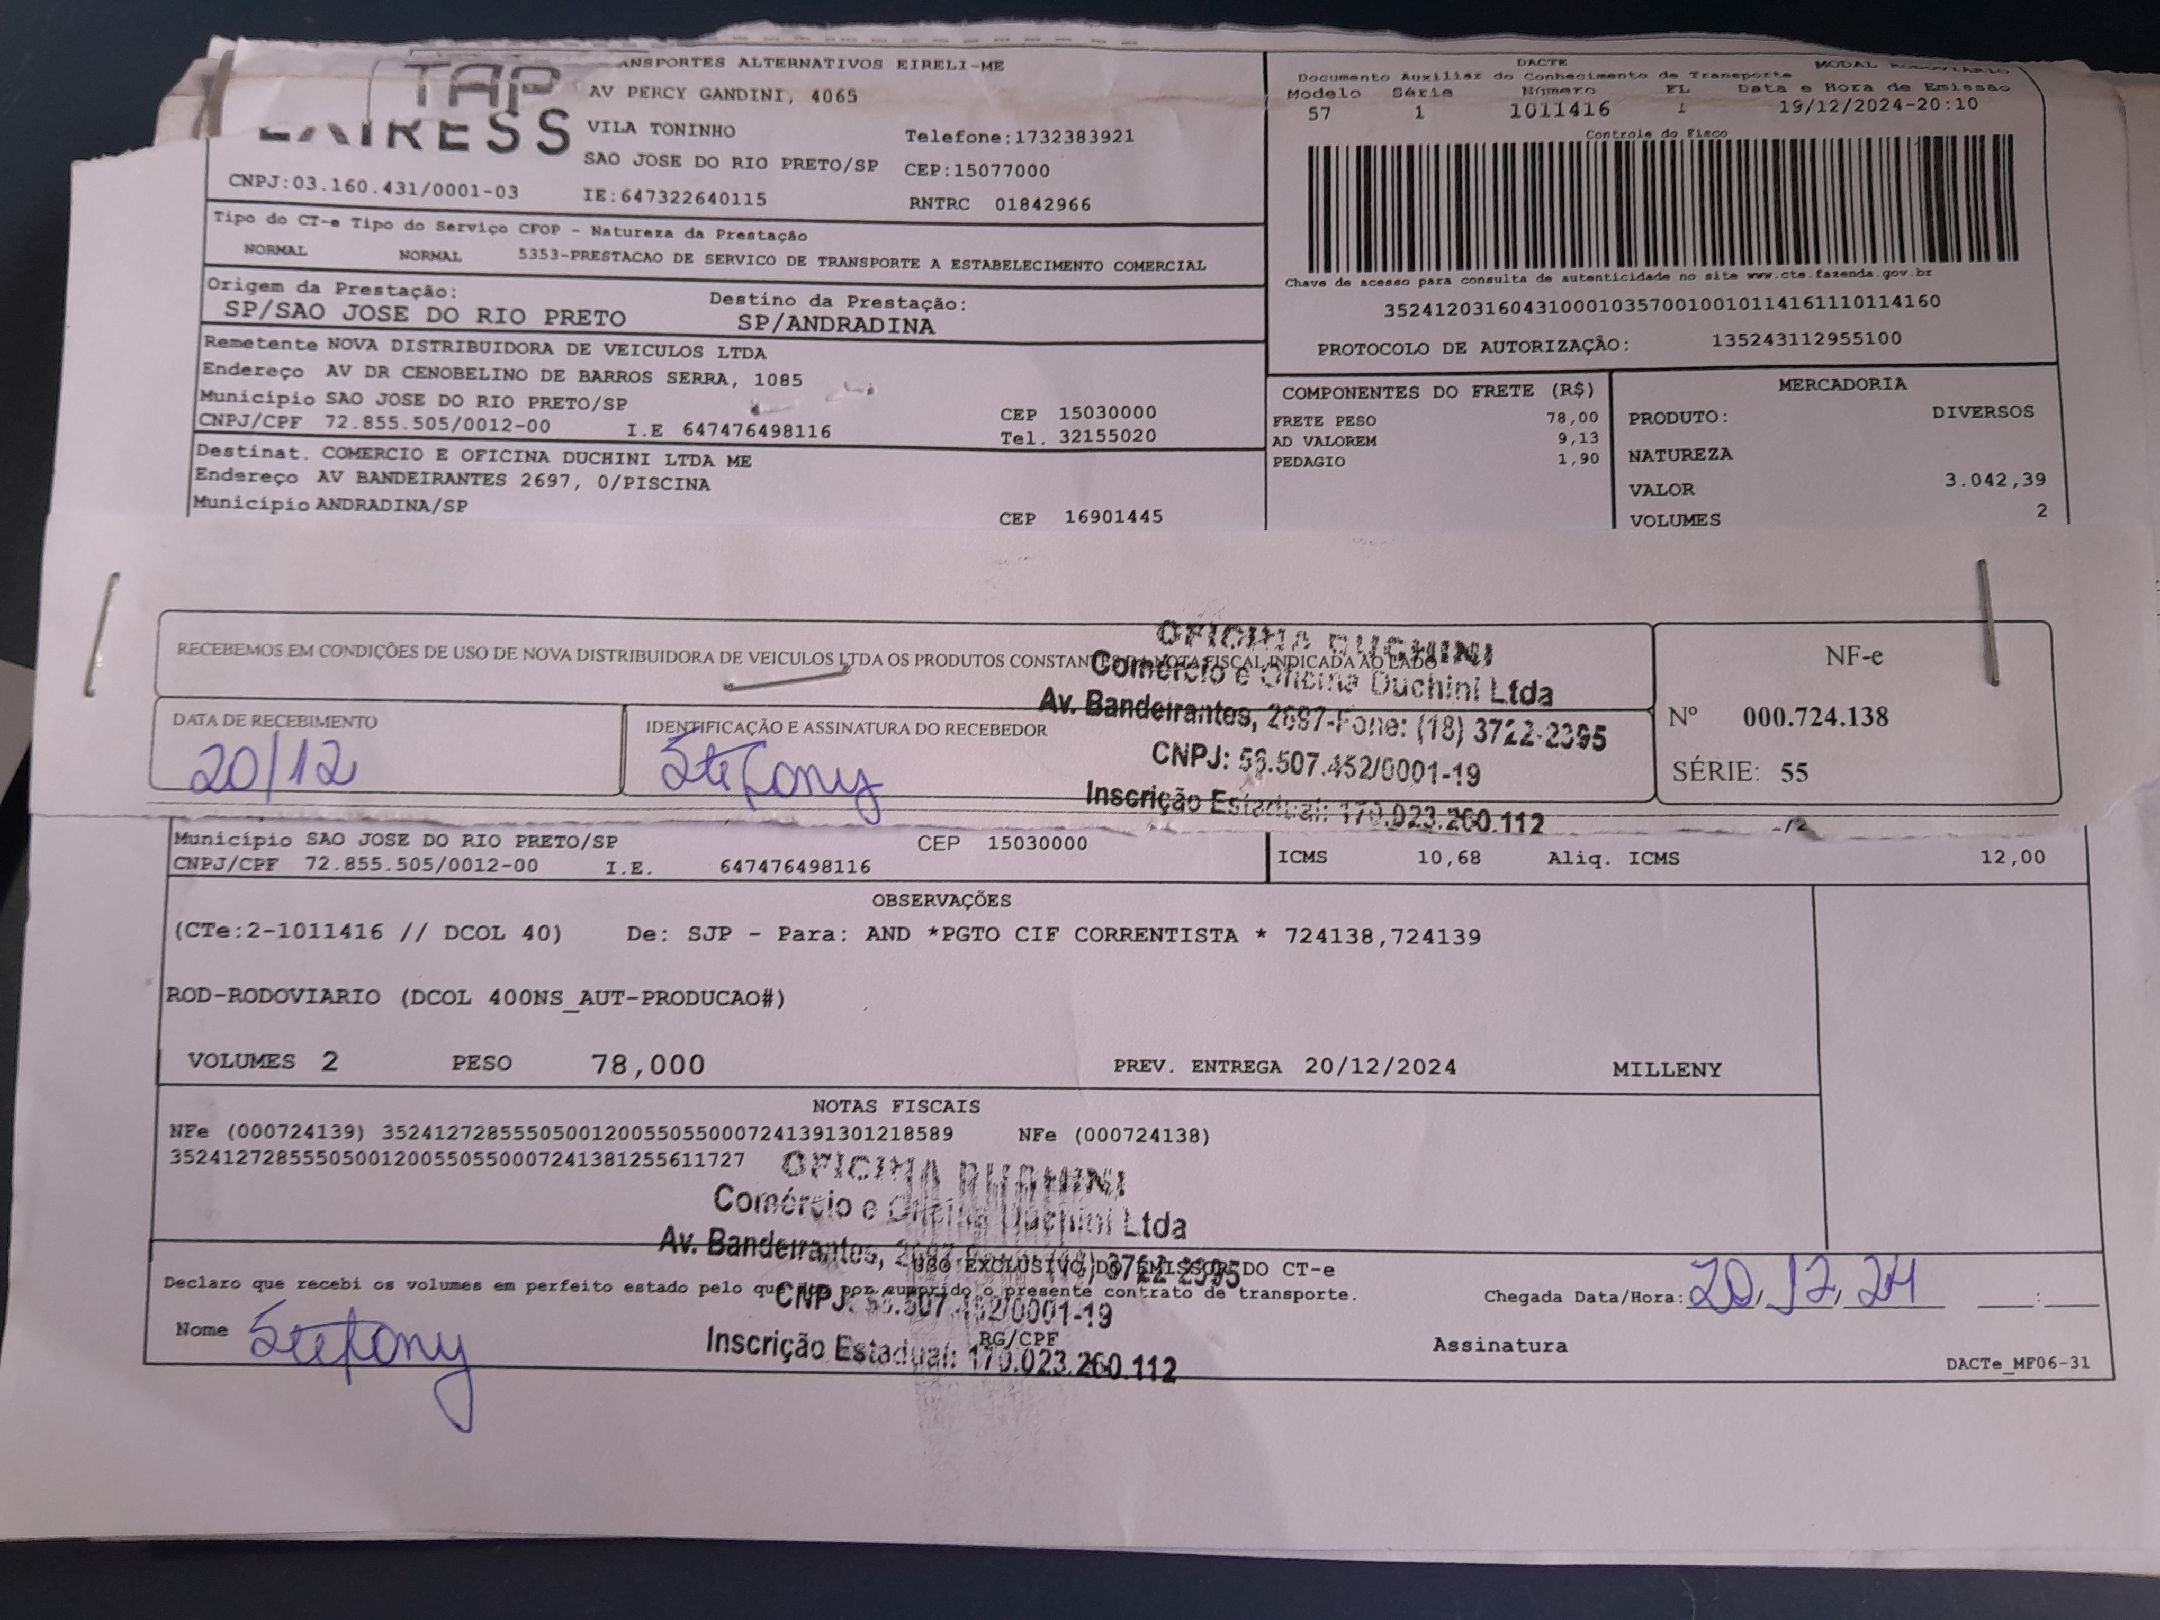 TAP
EXPRESS
ANSPORTES ALTERNATIVOS EIRELI-ME
AV PERCY GANDINI, 4065
VILA TONINHO
Telefone:1732383921
SAO JOSE DO RIO PRETO/SP
CEP:15077000
CNPJ:03.160.431/0001-03
IE:647322640115
RNTRC 01842966
DACTE
MODAL RODOVIÁRIO
Documento Auxiliar do Conhecimento de Transporte
Modelo Série Número FL Data e Hora de Emissão
57 1 1011416 1 19/12/2024-20:10
Controle do Fisco
Chave de acesso para consulta de autenticidade no site www.cte.fazenda.gov.br
35241203160431000103570010010114161110114160
PROTOCOLO DE AUTORIZAÇÃO: 135243112955100
Tipo do CT-e Tipo do Serviço CFOP - Natureza da Prestação
NORMAL NORMAL 5353-PRESTACAO DE SERVICO DE TRANSPORTE A ESTABELECIMENTO COMERCIAL
Origem da Prestação: Destino da Prestação:
SP/SAO JOSE DO RIO PRETO SP/ANDRADINA
Remetente NOVA DISTRIBUIDORA DE VEICULOS LTDA
Endereço AV DR CENOBELINO DE BARROS SERRA, 1085
Município SAO JOSE DO RIO PRETO/SP CEP 15030000
CNPJ/CPF 72.855.505/0012-00 I.E 647476498116 Tel. 32155020
Destinat. COMERCIO E OFICINA DUCHINI LTDA ME
Endereço AV BANDEIRANTES 2697, 0/PISCINA
Município ANDRADINA/SP CEP 16901445
COMPONENTES DO FRETE (R$)
FRETE PESO 78,00
AD VALOREM 9,13
PEDAGIO 1,90
MERCADORIA
PRODUTO: DIVERSOS
NATUREZA
VALOR 3.042,39
VOLUMES 2
RECEBEMOS EM CONDIÇÕES DE USO DE NOVA DISTRIBUIDORA DE VEICULOS LTDA OS PRODUTOS CONSTANTES DA NOTA FISCAL INDICADA AO LADO
DATA DE RECEBIMENTO
20/12
IDENTIFICAÇÃO E ASSINATURA DO RECEBEDOR
Stefany
OFICINA DUCHINI
Comércio e Oficina Duchini Ltda
Av. Bandeirantes, 2697-Fone: (18) 3722-2395
CNPJ: 56.507.452/0001-19
Inscrição Estadual: 170.023.260.112
NF-e
Nº 000.724.138
SÉRIE: 55
Município SAO JOSE DO RIO PRETO/SP CEP 15030000
CNPJ/CPF 72.855.505/0012-00 I.E. 647476498116
ICMS 10,68 Aliq. ICMS 12,00
OBSERVAÇÕES
(CTe:2-1011416 // DCOL 40) De: SJP - Para: AND *PGTO CIF CORRENTISTA * 724138,724139
ROD-RODOVIARIO (DCOL 400NS_AUT-PRODUCAO#)
VOLUMES 2 PESO 78,000 PREV. ENTREGA 20/12/2024 MILLENY
NOTAS FISCAIS
NFe (000724139) 35241272855505001200550550007241391301218589 NFe (000724138)
35241272855505001200550550007241381255611727
OFICINA DUCHINI
Comércio e Oficina Duchini Ltda
Av. Bandeirantes, 2697-Fone: (18) 3722-2395
CNPJ: 56.507.452/0001-19
Inscrição Estadual: 170.023.260.112
USO EXCLUSIVO DO EMISSOR DO CT-e
Declaro que recebi os volumes em perfeito estado pelo que dou por cumprido o presente contrato de transporte.
Chegada Data/Hora: 20,12,24 :
Nome Stefany
RG/CPF
Assinatura
DACTe_MF06-31